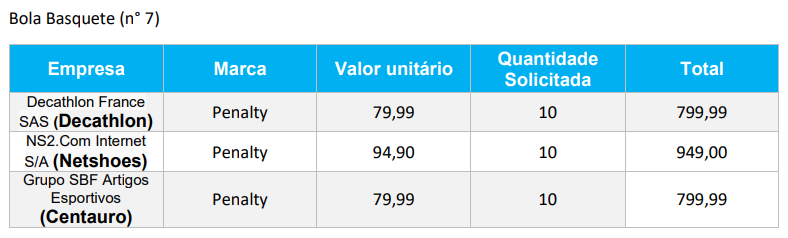 Bola Basquete (n° 7)
Empresa Marca Valor unitário Quantidade Solicitada Total
Decathlon France
SAS (Decathlon) Penalty 79,99 10 799,99
NS2.Com Internet
S/A (Netshoes) Penalty 94,90 10 949,00
Grupo SBF Artigos
Esportivos
(Centauro) Penalty 79,99 10 799,99